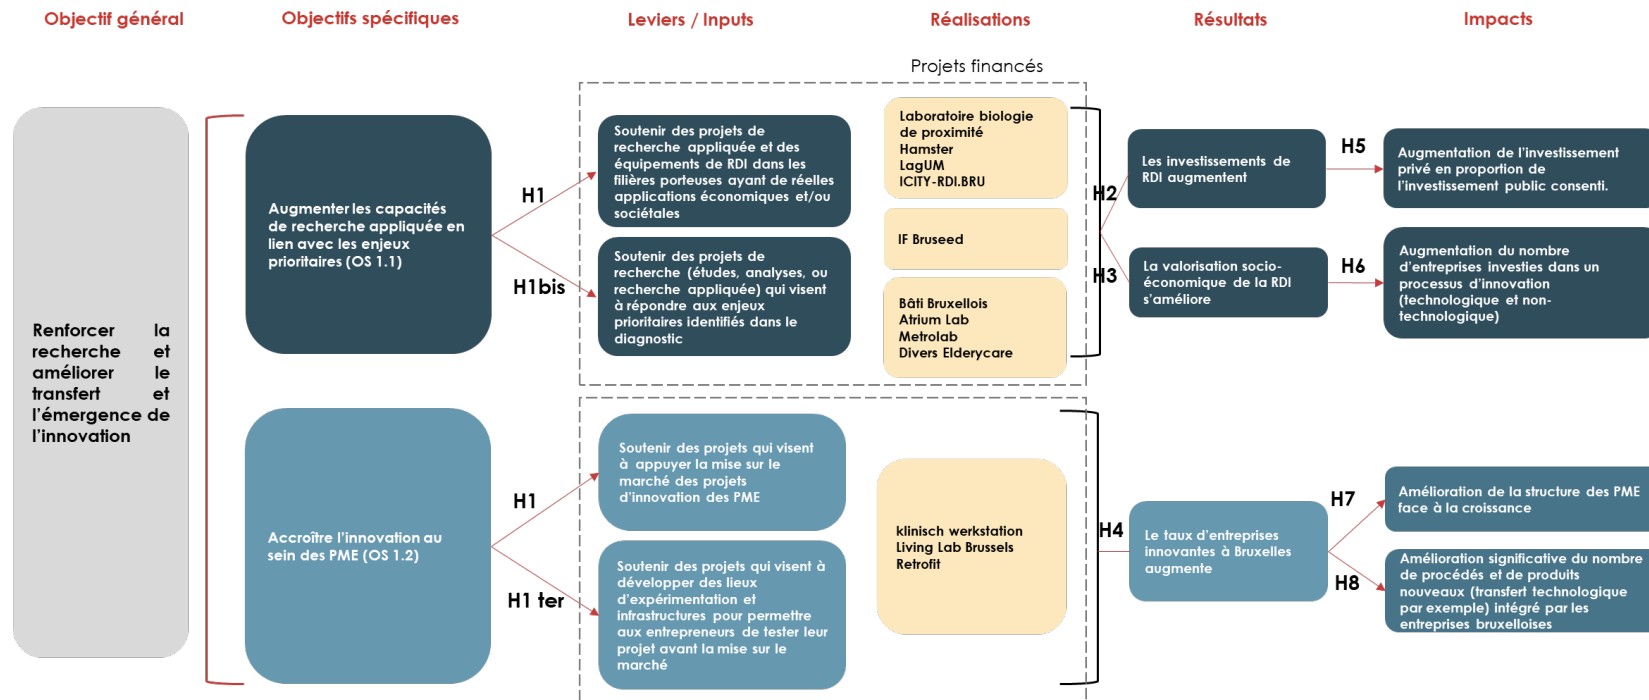 Objectif général
Objectifs spécifiques
Leviers / Inputs
Réalisations
Résultats
Impacts
Projets financés
Renforcer la
recherche et
améliorer le
transfert et
l'émergence de
l'innovation
Augmenter les capacités
de recherche appliquée en
lien avec les enjeux
prioritaires (OS 1.1)
H1
H1bis
Soutenir des projets de
recherche appliquée et des
équipements de RDI dans les
filières porteuses ayant de réelles
applications économiques et/ou
sociétales
Soutenir des projets de
recherche (études, analyses, ou
recherche appliquée) qui visent
à répondre aux enjeux
prioritaires identifiés dans le
diagnostic
Laboratoire biologie
de proximité
Hamster
LagUM
ICITY-RDI.BRU
IF Bruseed
Bâti Bruxellois
Atrium Lab
Metrolab
Divers Elderycare
H2
H3
Les investissements de
RDI augmentent
La valorisation socio-
économique de la RDI
s'améliore
H5
H6
Augmentation de l'investissement
privé en proportion de
l'investissement public consenti.
Augmentation du nombre
d'entreprises investies dans un
processus d'innovation
(technologique et non-
technologique)
Accroître l'innovation au
sein des PME (OS 1.2)
H1
H1 ter
Soutenir des projets qui visent
à appuyer la mise sur le
marché des projets
d'innovation des PME
Soutenir des projets qui visent à
développer des lieux
d'expérimentation et
infrastructures pour permettre
aux entrepreneurs de tester leur
projet avant la mise sur le
marché
klinisch werkstation
Living Lab Brussels
Retrofit
H4
Le taux d'entreprises
innovantes à Bruxelles
augmente
H7
H8
Amélioration de la structure des PME
face à la croissance
Amélioration significative du nombre
de procédés et de produits
nouveaux (transfert technologique
par exemple) intégré par les
entreprises bruxelloises